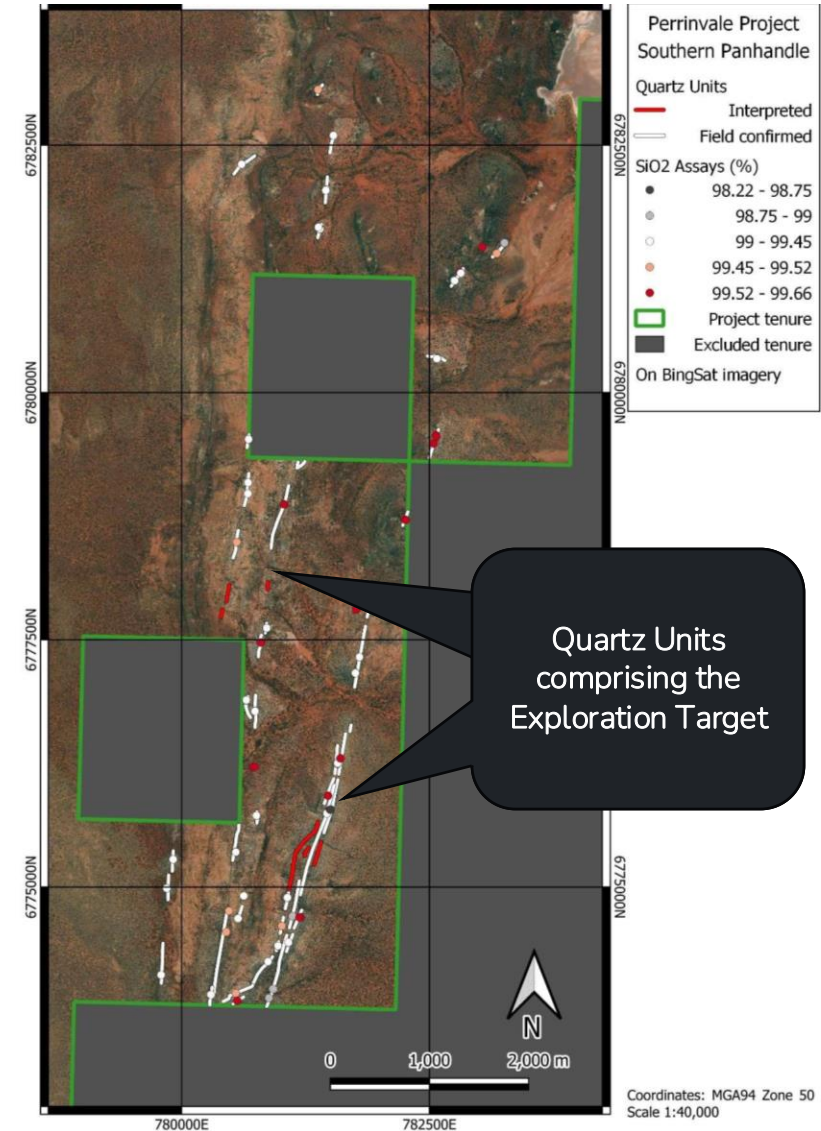 Perrinvale Project
Southern Panhandle
Quartz Units
Interpreted
Field confirmed
SiO2 Assays (%)
98.22 - 98.75
98.75 - 99
99 - 99.45
99.45 - 99.52
99.52 - 99.66
Project tenure
Excluded tenure
On BingSat imagery
6782500N
6782500N
6780000N
6780000N
6777500N
6775000N
6775000N
Quartz Units
comprising the
Exploration Target
N
0 1,000 2,000 m
780000E 782500E
Coordinates: MGA94 Zone 50
Scale 1:40,000